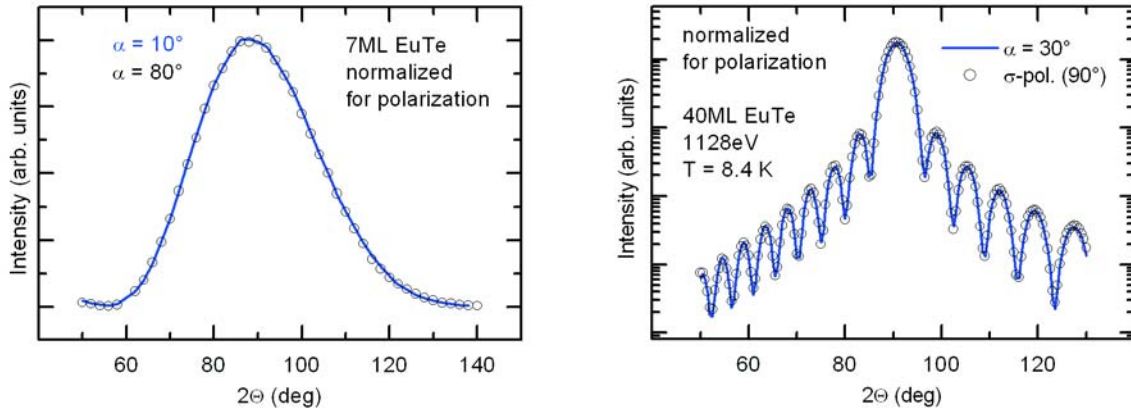 α = 10°
α = 80°
7ML EuTe
normalized
for polarization
Intensity (arb. units)
60
80
100
120
140
2Θ (deg)
normalized
for polarization
α = 30°
σ-pol. (90°)
40ML EuTe
1128eV
T = 8.4 K
Intensity (arb. units)
60
80
100
120
2Θ (deg)